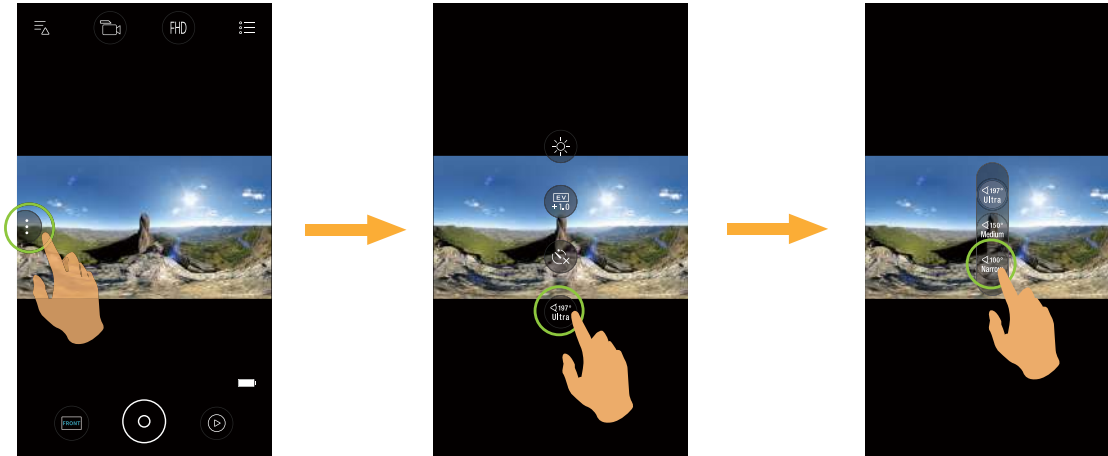 FHD
FRONT
EV
+1.0
197°
Ultra
197°
Ultra
150°
Medium
100°
Narrow